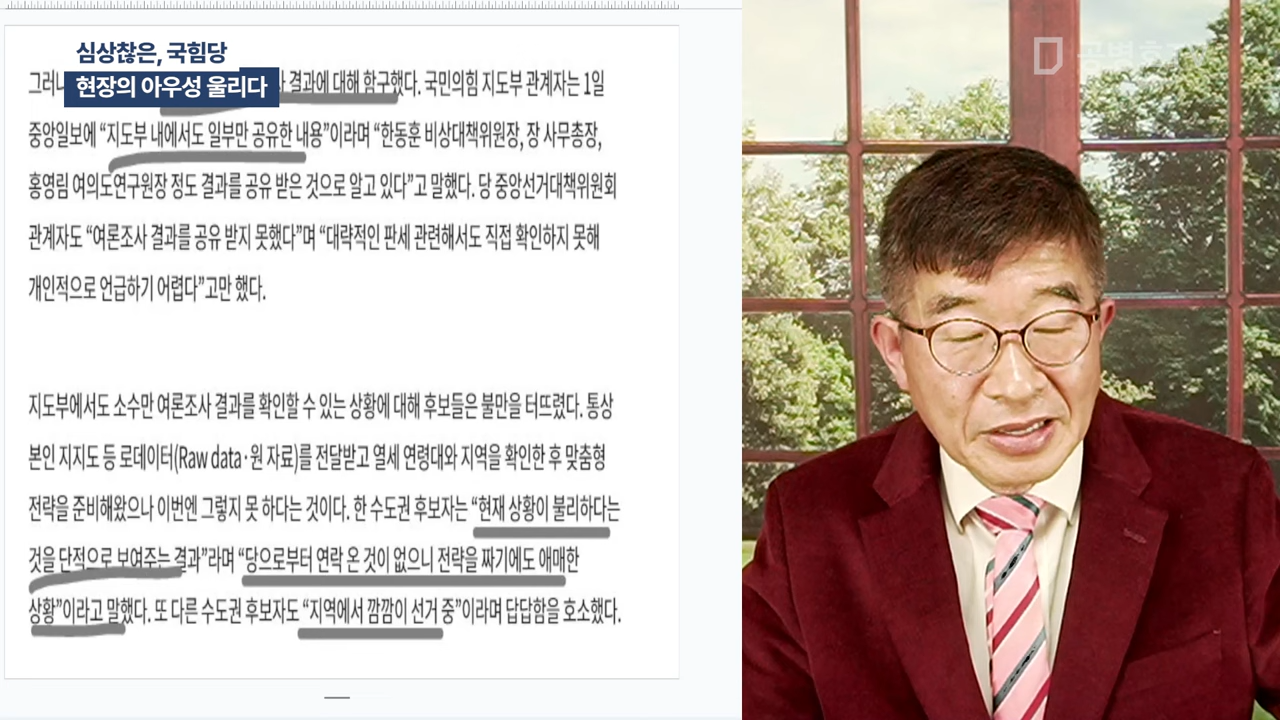 심상찮은, 국힘당
현장의 아우성 울리다
결과에 대해 함구했다. 국민의힘 지도부 관계자는 1일
중앙일보에 “지도부 내에서도 일부만 공유한 내용”이라며 “한동훈 비상대책위원장, 장 사무총장,
홍영림 여의도연구원장 정도 결과를 공유 받은 것으로 알고 있다”고 말했다. 당 중앙선거대책위원회
관계자도 “여론조사 결과를 공유 받지 못했다”며 “대략적인 판세 관련해서도 직접 확인하지 못해
개인적으로 언급하기 어렵다”고만 했다.
지도부에서도 소수만 여론조사 결과를 확인할 수 있는 상황에 대해 후보들은 불만을 터뜨렸다. 통상
본인 지지도 등 로데이터(Raw data·원 자료)를 전달받고 열세 연령대와 지역을 확인한 후 맞춤형
전략을 준비해왔으나 이번엔 그렇지 못 하다는 것이다. 한 수도권 후보자는 “현재 상황이 불리하다는
것을 단적으로 보여주는 결과”라며 “당으로부터 연락 온 것이 없으니 전략을 짜기에도 애매한
상황”이라고 말했다. 또 다른 수도권 후보자도 “지역에서 깜깜이 선거 중”이라며 답답함을 호소했다.